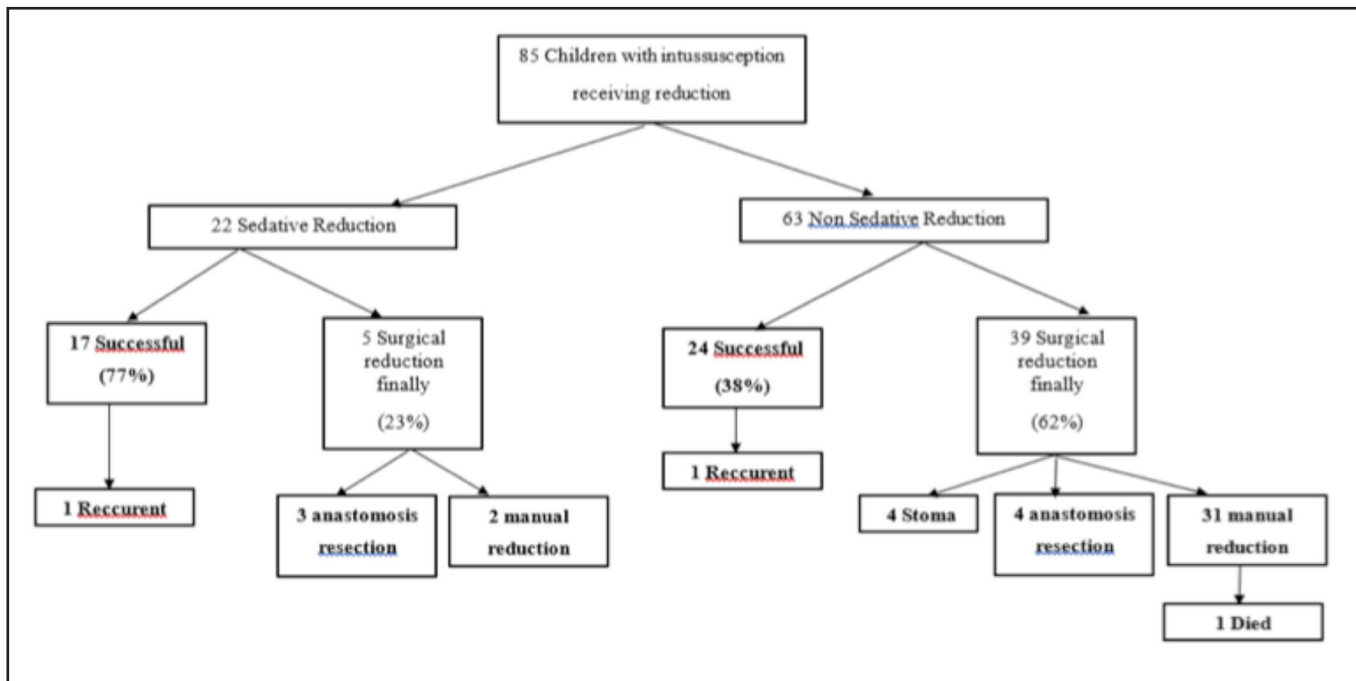 85 Children with intussusception
receiving reduction
22 Sedative Reduction
63 Non Sedative Reduction
17 Successful
(77%)
5 Surgical
reduction
finally
(23%)
24 Successful
(38%)
39 Surgical
reduction
finally
(62%)
1 Reccurent
1 Reccurent
3 anastomosis
resection
2 manual
reduction
4 Stoma
4 anastomosis
resection
31 manual
reduction
1 Died